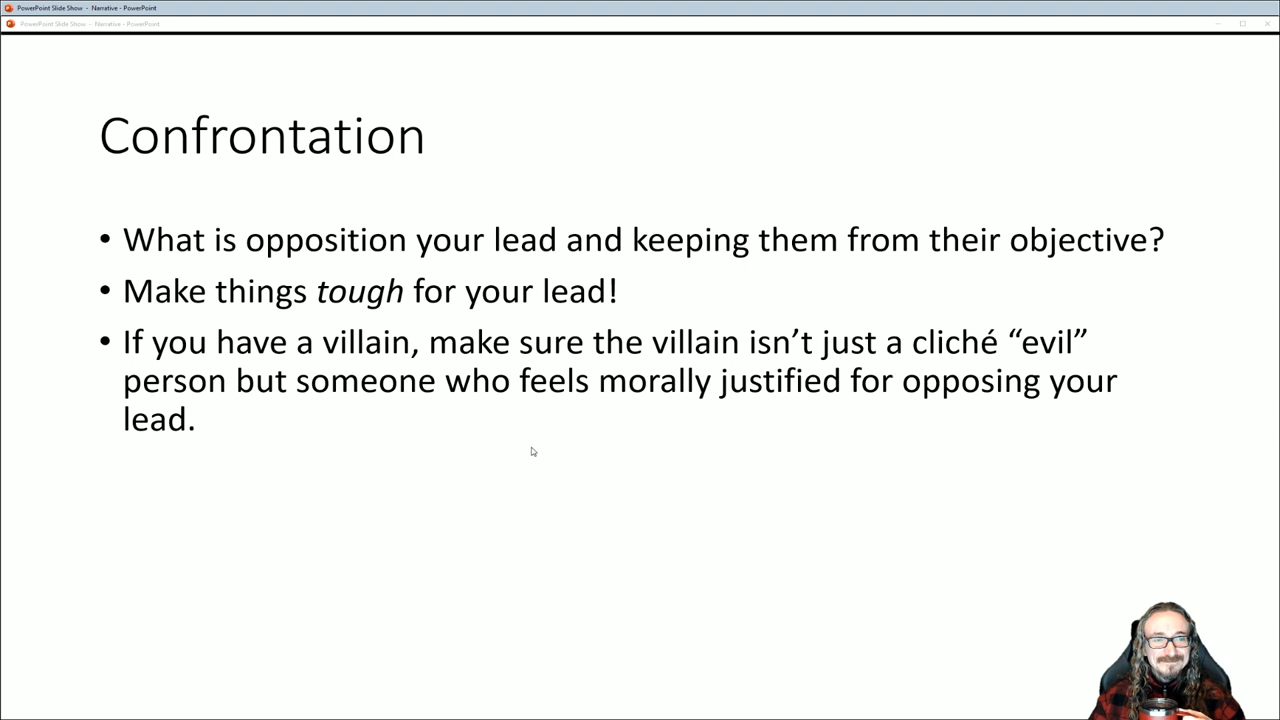 PowerPoint Slide Show - Narrative - PowerPoint
PowerPoint Slide Show - Narrative - PowerPoint
Confrontation
• What is opposition your lead and keeping them from their objective?
• Make things tough for your lead!
• If you have a villain, make sure the villain isn’t just a cliché “evil”
person but someone who feels morally justified for opposing your
lead.